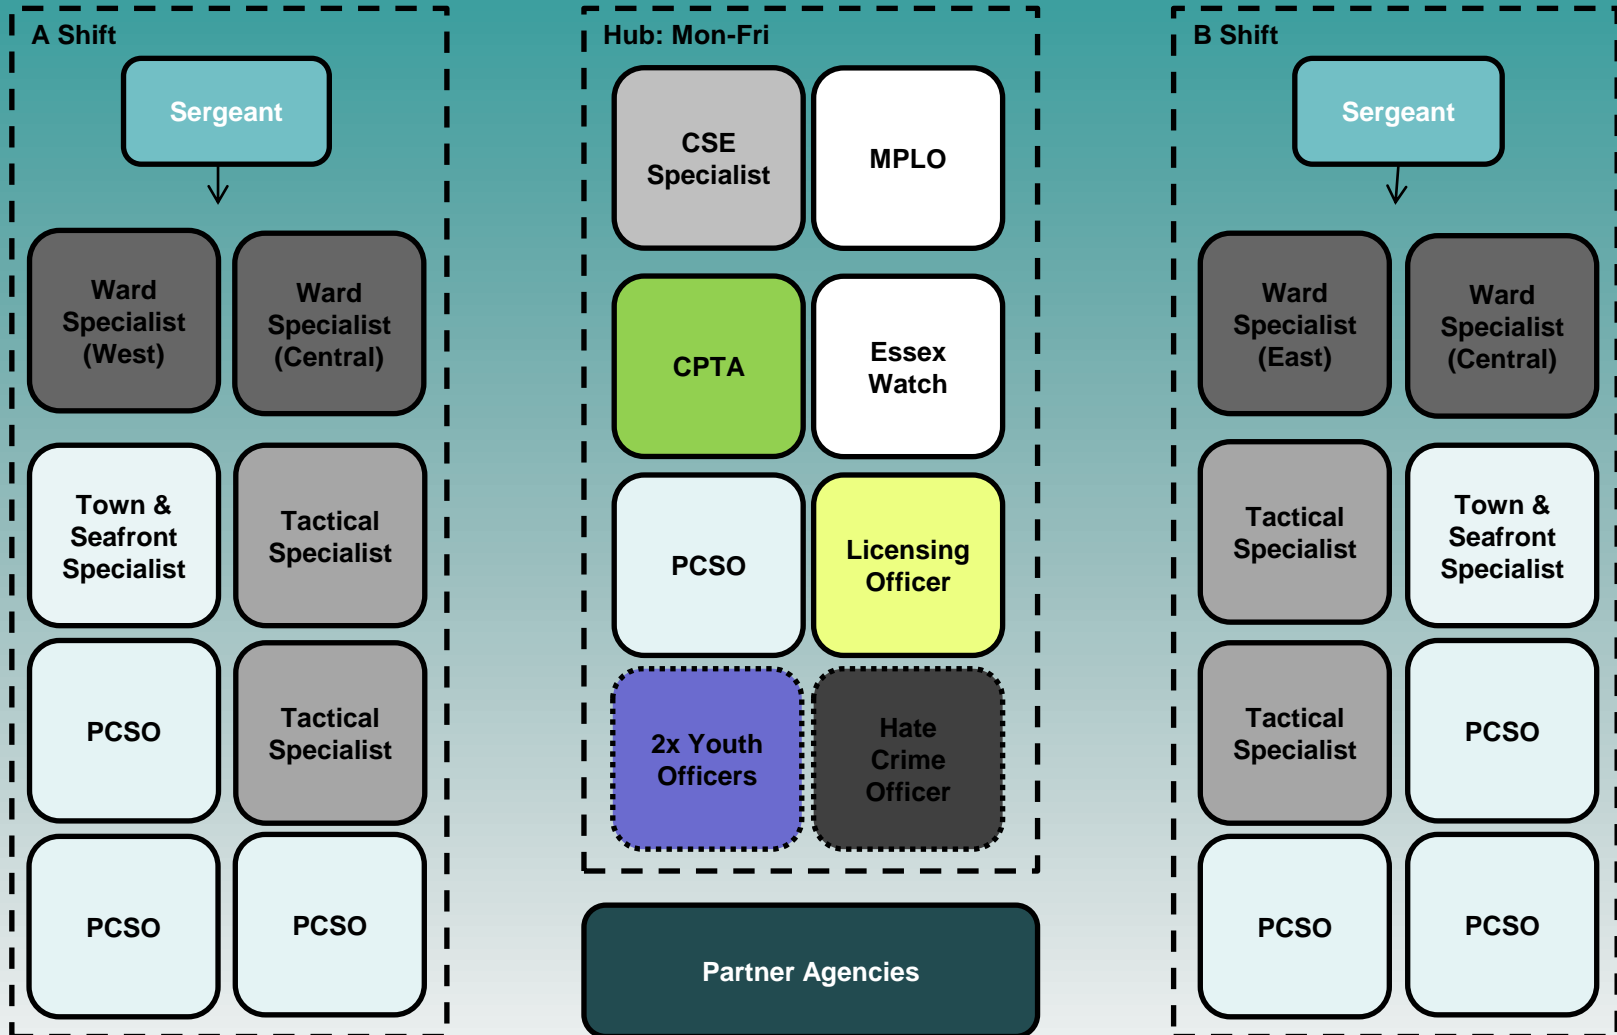 A Shift
Sergeant
Ward
Specialist
(West)
Ward
Specialist
(Central)
Town &
Seafront
Specialist
Tactical
Specialist
PCSO
Tactical
Specialist
PCSO
PCSO
Hub: Mon-Fri
CSE
Specialist
MPLO
CPTA
Essex
Watch
PCSO
Licensing
Officer
2x Youth
Officers
Hate
Crime
Officer
Partner Agencies
B Shift
Sergeant
Ward
Specialist
(East)
Ward
Specialist
(Central)
Tactical
Specialist
Town &
Seafront
Specialist
Tactical
Specialist
PCSO
PCSO
PCSO